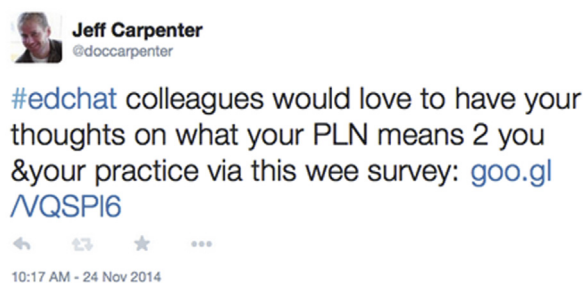 Jeff Carpenter
@doccarpenter
#edchat colleagues would love to have your
thoughts on what your PLN means 2 you
&your practice via this wee survey: goo.gl
/VQSPI6
10:17 AM - 24 Nov 2014